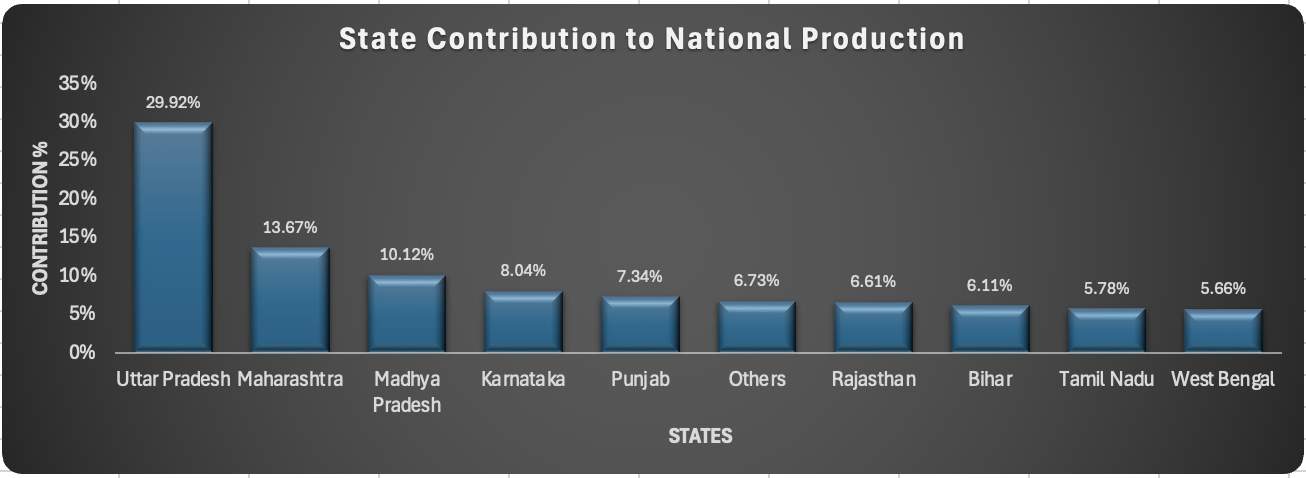 State Contribution to National Production
CONTRIBUTION %
35%
30%
25%
20%
15%
10%
5%
0%
29.92%
13.67%
10.12%
8.04%
7.34%
6.73%
6.61%
6.11%
5.78%
5.66%
Uttar Pradesh
Maharashtra
Madhya
Pradesh
Karnataka
Punjab
Others
Rajasthan
Bihar
Tamil Nadu
West Bengal
STATES